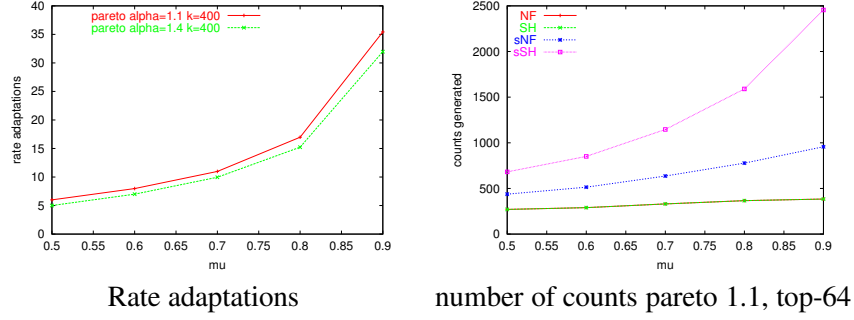 40
35
30
25
20
15
10
5
0
rate adaptations
pareto alpha=1.1 k=400
pareto alpha=1.4 k=400
0.5 0.55 0.6 0.65 0.7 0.75 0.8 0.85 0.9
mu
Rate adaptations
2500
2000
1500
1000
500
0
counts generated
NF
SH
sNF
sSH
0.5 0.55 0.6 0.65 0.7 0.75 0.8 0.85 0.9
mu
number of counts pareto 1.1, top-64